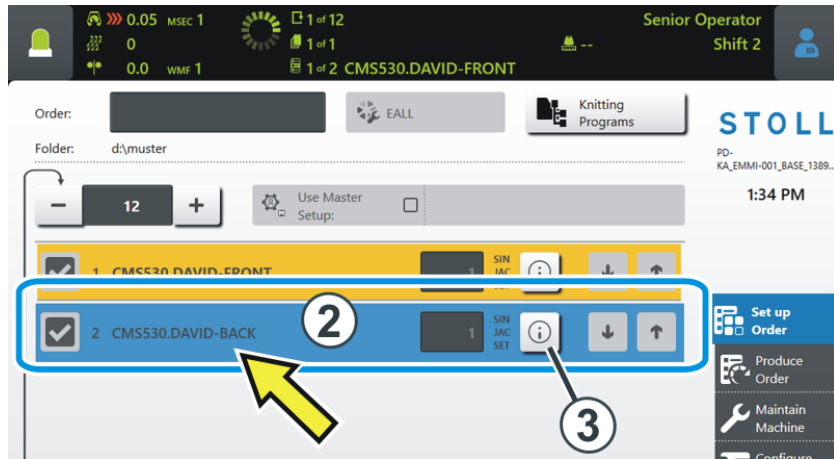 0.05 MSEC 1
1 of 12
Senior Operator
0
1 of 1
--
Shift 2
0.0 WMF 1
1 of 2 CMS530.DAVID-FRONT
Order:
EALL
Knitting
Programs
STOLL
Folder: d:\muster
PD-
KA_EMMI-001_BASE_1389...
1:34 PM
− 12 +
Use Master
Setup:
1 CMS530.DAVID-FRONT 1
SIN
JAC
SET
2 CMS530.DAVID-BACK 1
SIN
JAC
SET
2
3
Set up
Order
Produce
Order
Maintain
Machine
Configure